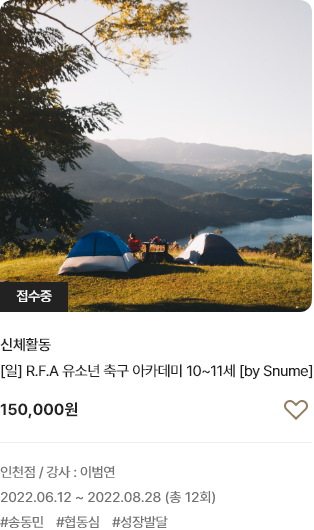 접수중
신체활동
[일] R.F.A 유소년 축구 아카데미 10~11세 [by Snume]
150,000원
인천점 / 강사 : 이범연
2022.06.12 ~ 2022.08.28 (총 12회)
#송동민 #협동심 #성장발달